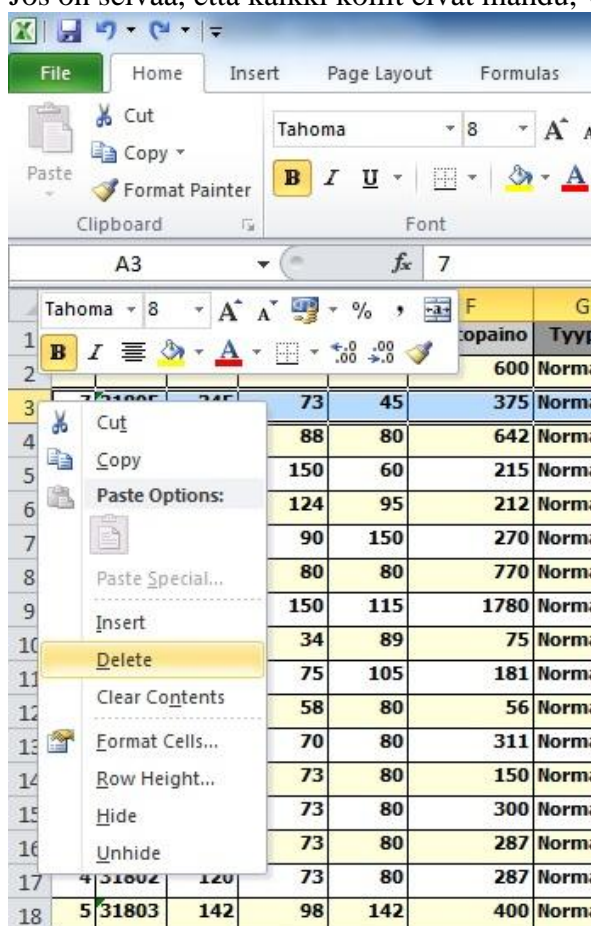 Jos on selvää, että kaikki kollit eivät mahdu,
File Home Insert Page Layout Formulas
Cut
Copy
Paste
Format Painter
Clipboard
Tahoma 8 A
B I U A
Font
A3 fx 7
Tahoma 8 A A % ,
B I A .00 .0
F G
1 opaino Tyyp
2 600 Norma
3 73 45 375 Norma
4 88 80 642 Norma
5 150 60 215 Norma
6 124 95 212 Norma
7 90 150 270 Norma
8 80 80 770 Norma
9 150 115 1780 Norma
10 34 89 75 Norma
11 75 105 181 Norma
12 58 80 56 Norma
13 70 80 311 Norma
14 73 80 150 Norma
15 73 80 300 Norma
16 73 80 287 Norma
17 4 31802 120 73 80 287 Norma
18 5 31803 142 98 142 400 Norma
Cut
Copy
Paste Options:
Paste Special...
Insert
Delete
Clear Contents
Format Cells...
Row Height...
Hide
Unhide